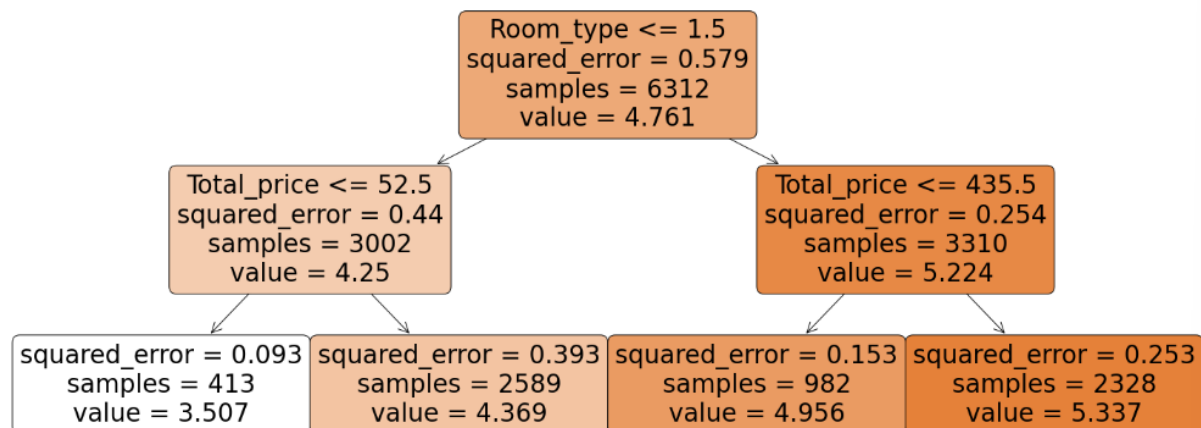 Room_type <= 1.5
squared_error = 0.579
samples = 6312
value = 4.761
Total_price <= 52.5
squared_error = 0.44
samples = 3002
value = 4.25
Total_price <= 435.5
squared_error = 0.254
samples = 3310
value = 5.224
squared_error = 0.093
samples = 413
value = 3.507
squared_error = 0.393
samples = 2589
value = 4.369
squared_error = 0.153
samples = 982
value = 4.956
squared_error = 0.253
samples = 2328
value = 5.337